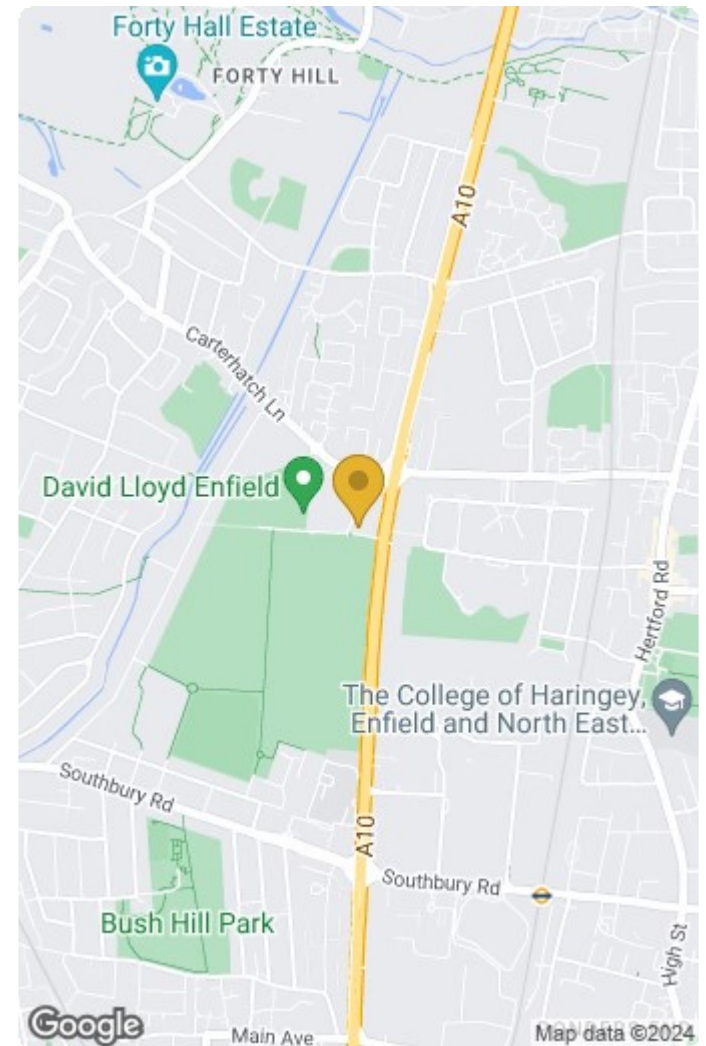 Forty Hall Estate
FORTY HILL
A10
Carterhatch Ln
David Lloyd Enfield
Hertford Rd
The College of Haringey,
Enfield and North East...
Southbury Rd
A10
Southbury Rd
Bush Hill Park
High St
Google
Main Ave
Map data ©2024